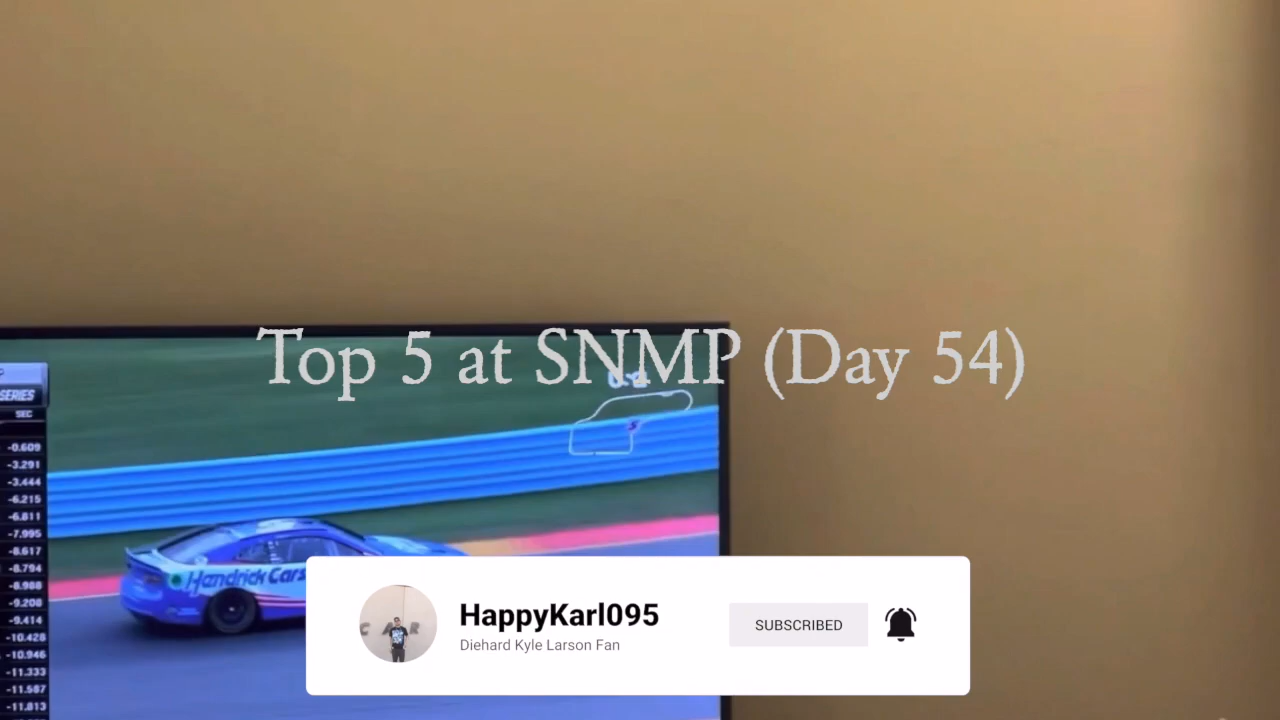 Top 5 at SNMP (Day 54)
SERIES
SEC
-0.609
-3.291
-3.444
-6.215
-6.811
-7.995
-8.617
-8.794
-8.988
-9.208
-9.414
-10.428
-10.946
-11.333
-11.587
-11.813
Hendrick Cars
HappyKarl095
Diehard Kyle Larson Fan
SUBSCRIBED